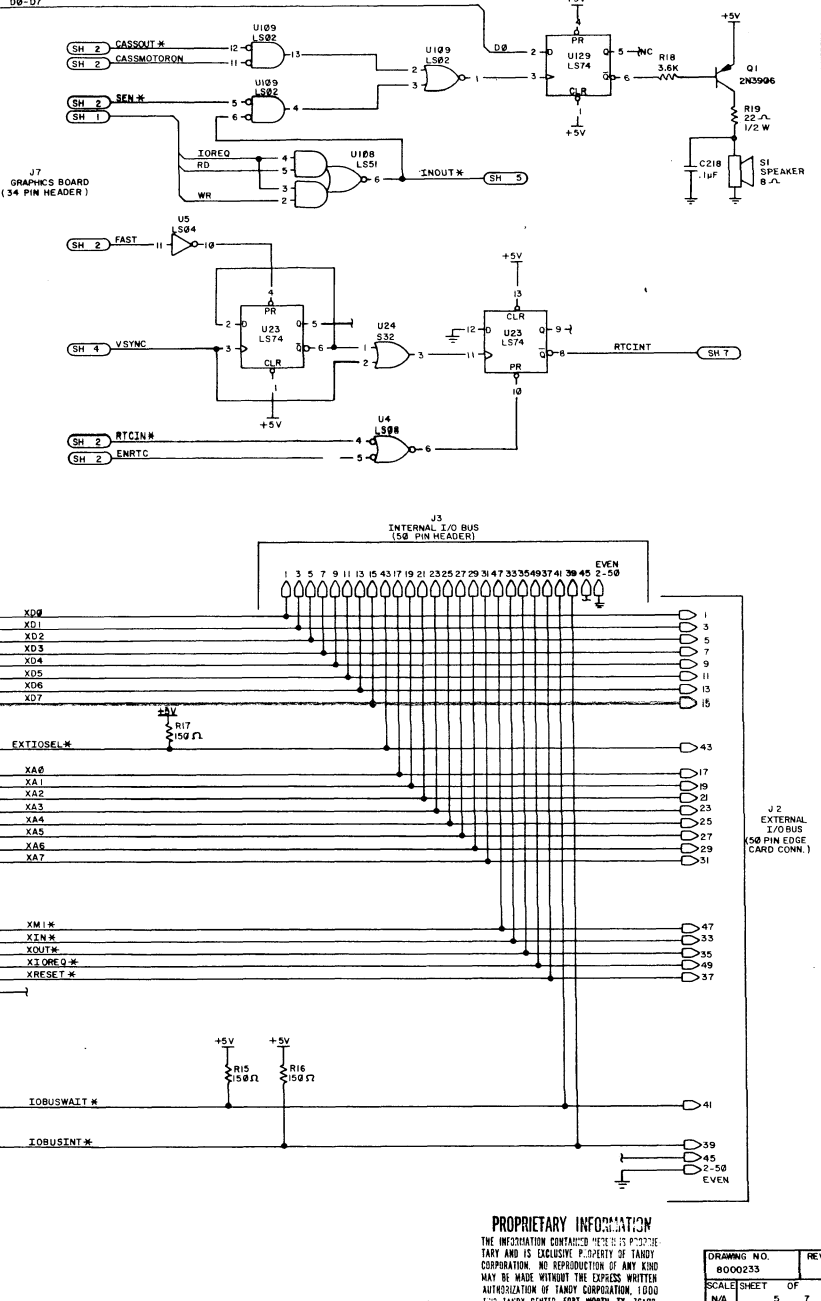 D0-D7
+5V
+5V
U109
LS02
SH 2 CASSOUT* 12 13
SH 2 CASSMOTORON 11
U109
LS02
2 1
3
D0 2 D
4
PR
U129
LS74
Q 5 NC
3 Q 6
CLR
1
+5V
R18
3.6K
Q1
2N3906
R19
22 Ω
1/2 W
C218
.1µF
S1
SPEAKER
8 Ω
U109
LS02
SH 2 SEN* 5 4
SH 1 6
J7
GRAPHICS BOARD
(34 PIN HEADER)
IOREQ 4
RD 5
3
WR 2
U108
LS51
6 INOUT* SH 5
U5
LS04
SH 2 FAST 11 10
4
PR
2 D Q 5
U23
LS74
SH 4 VSYNC 3 Q 6
CLR
1
+5V
U24
S32
1
2 3
+5V
13
CLR
12 D Q 9
U23
LS74
11 Q 8
PR
10
RTCINT SH 7
U4
LS08
SH 2 RTCIN* 4
SH 2 ENRTC 5 6
J3
INTERNAL I/O BUS
(50 PIN HEADER)
EVEN
1 3 5 7 9 11 13 15 43 17 19 21 23 25 27 29 31 47 33 35 49 37 41 39 45 2-50
XD0 1
XD1 3
XD2 5
XD3 7
XD4 9
XD5 11
XD6 13
XD7 15
+5V
R17
150 Ω
EXTIOSEL* 43
XA0 17
XA1 19
XA2 21
XA3 23
XA4 25
XA5 27
XA6 29
XA7 31
J2
EXTERNAL
I/O BUS
(50 PIN EDGE
CARD CONN.)
XM1* 47
XIN* 33
XOUT* 35
XIOREQ* 49
XRESET* 37
+5V +5V
R15 R16
150Ω 150Ω
IOBUSWAIT* 41
IOBUSINT* 39
45
2-50
EVEN
PROPRIETARY INFORMATION
THE INFORMATION CONTAINED HEREIN IS PROPRIE-
TARY AND IS EXCLUSIVE PROPERTY OF TANDY
CORPORATION. NO REPRODUCTION OF ANY KIND
MAY BE MADE WITHOUT THE EXPRESS WRITTEN
AUTHORIZATION OF TANDY CORPORATION, 1800
TANDY CENTER, FORT WORTH, TX.
DRAWING NO. REV
8000233
SCALE SHEET OF
N/A 5 7